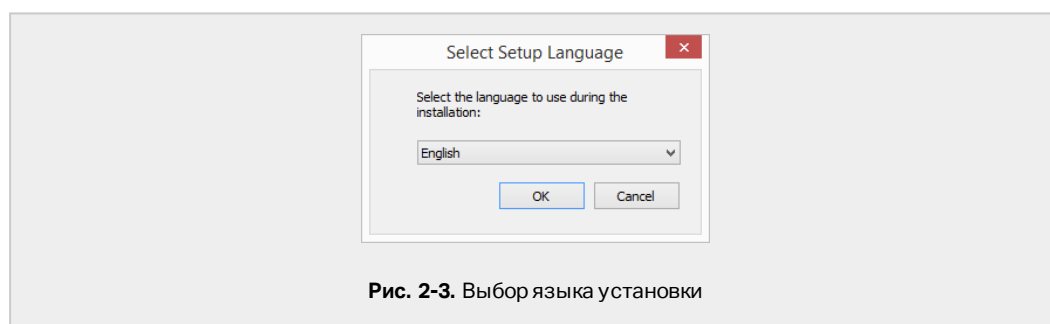 Select Setup Language
Select the language to use during the
installation:
English
OK Cancel
Рис. 2-3. Выбор языка установки